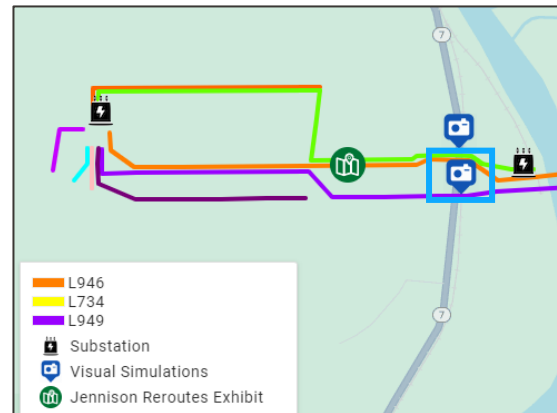 7
7
L946
L734
L949
Substation
Visual Simulations
Jennison Reroutes Exhibit